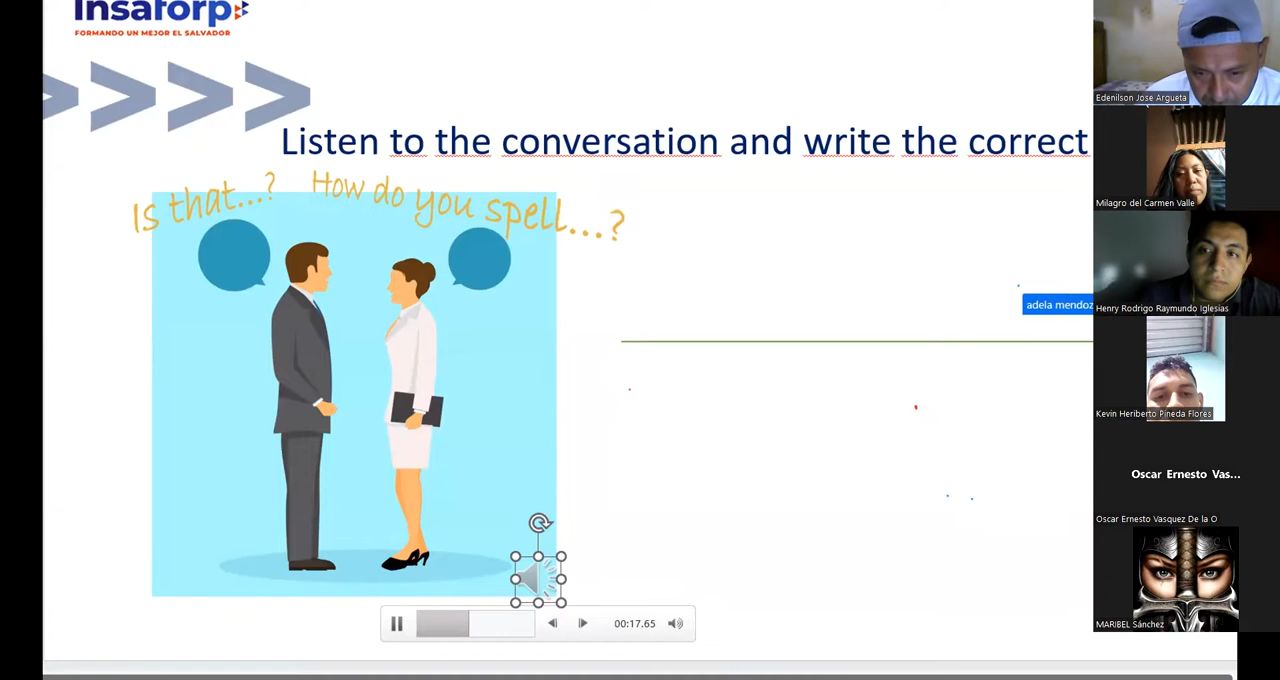 Insaforp
FORMANDO UN MEJOR EL SALVADOR
Listen to the conversation and write the correct
Is that...? How do you spell...?
adela mendoz
00:17.65
Edenilson Jose Argueta
Milagro del Carmen Valle
Henry Rodrigo Raymundo Iglesias
Kevin Heriberto Pineda Flores
Oscar Ernesto Vas...
Oscar Ernesto Vasquez De la O
MARIBEL Sánchez